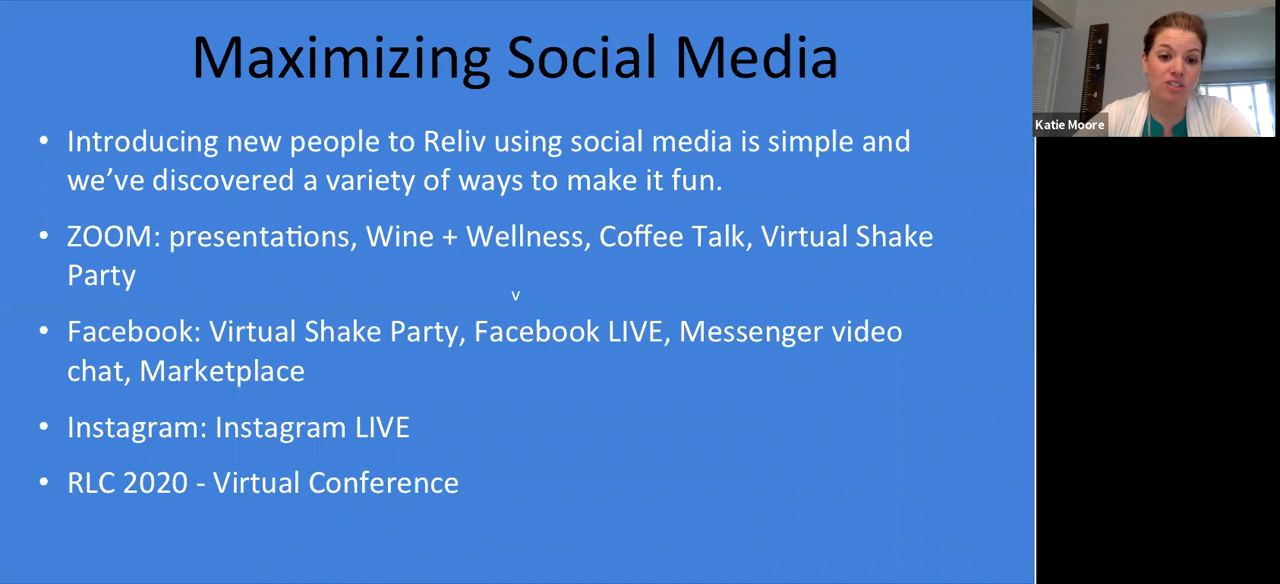 Maximizing Social Media
• Introducing new people to Reliv using social media is simple and
we’ve discovered a variety of ways to make it fun.
• ZOOM: presentations, Wine + Wellness, Coffee Talk, Virtual Shake
Party
v
• Facebook: Virtual Shake Party, Facebook LIVE, Messenger video
chat, Marketplace
• Instagram: Instagram LIVE
• RLC 2020 - Virtual Conference
Katie Moore